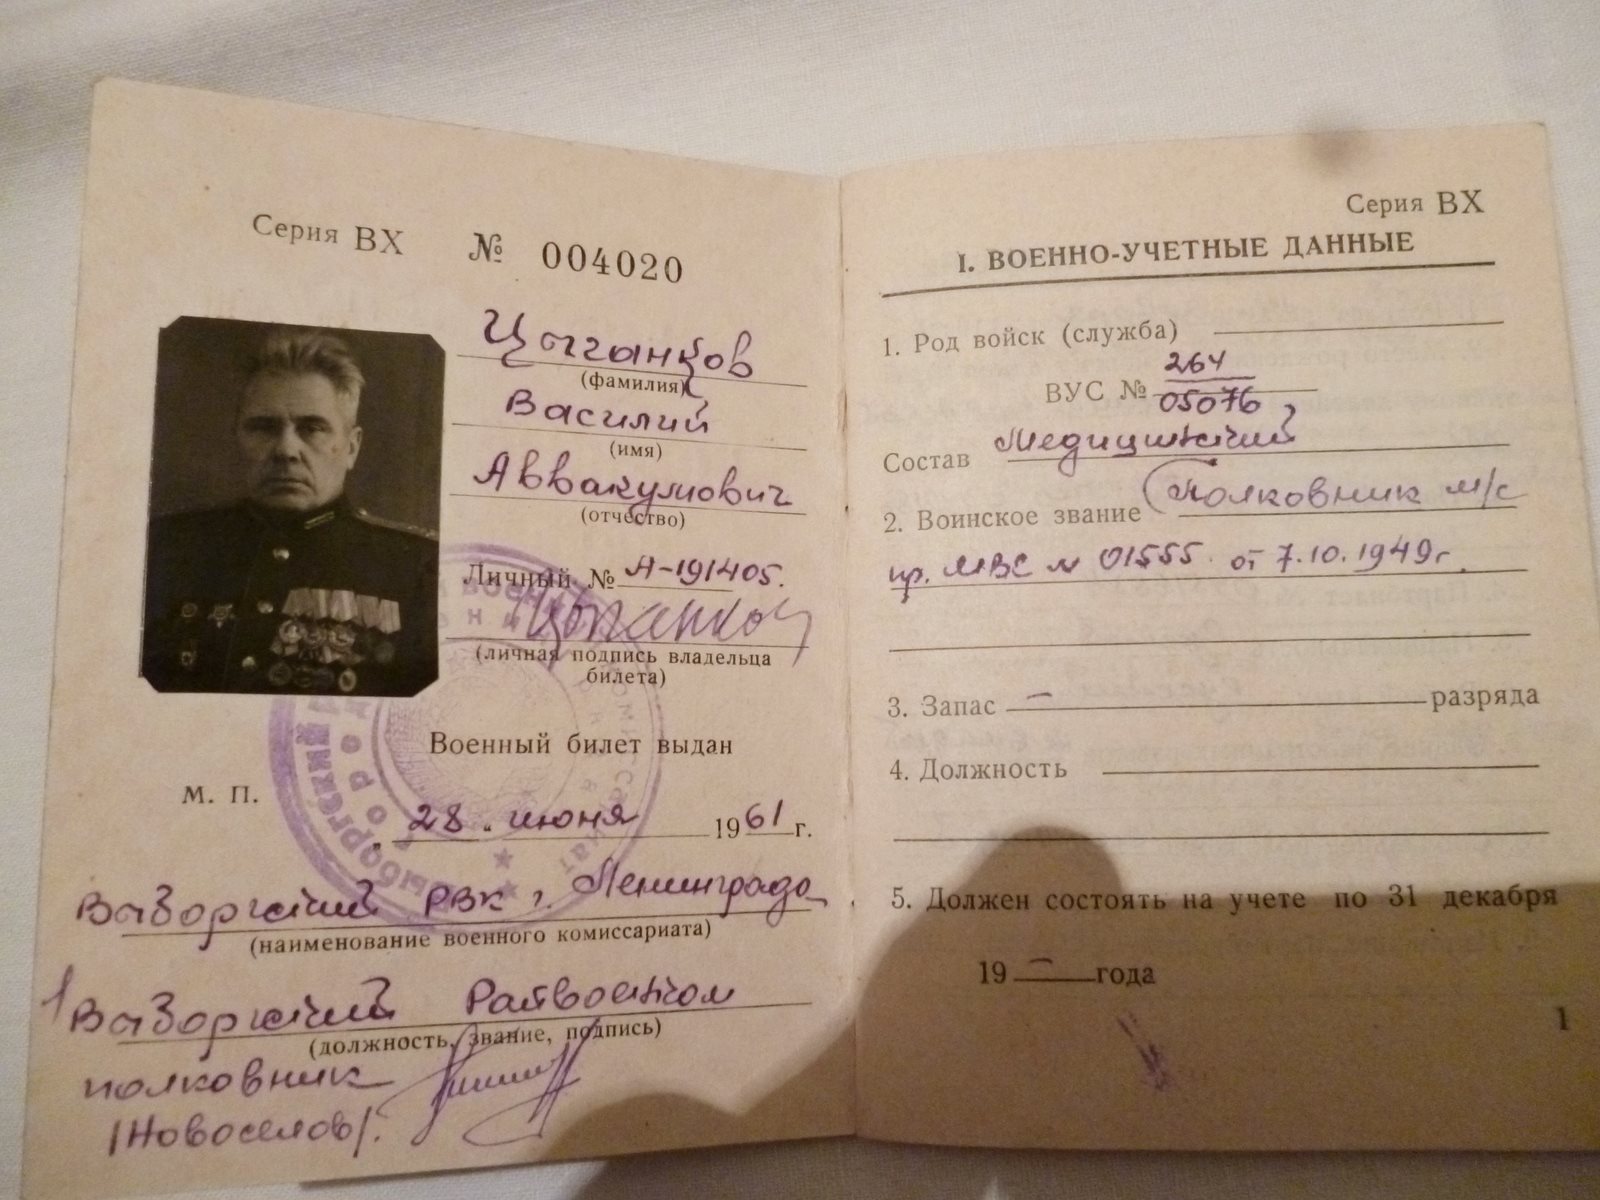 Серия ВХ № 004020
Цыганков
(фамилия)
Василий
(имя)
Аввакумович
(отчество)
Личный № А-191405.
Цыганков
(личная подпись владельца
билета)
Военный билет выдан
М. П.
28 июня 1961 г.
Выборгский РВК г. Ленинграда
(наименование военного комиссариата)
Выборгский Райвоенком
(должность, звание, подпись)
полковник
/Новоселов/.
Серия ВХ
I. ВОЕННО-УЧЕТНЫЕ ДАННЫЕ
1. Род войск (служба)
264
ВУС №
05076
Состав Медицинский
2. Воинское звание Полковник м/с
пр. МВС № 01555 от 7.10.1949г.
3. Запас — разряда
4. Должность
5. Должен состоять на учете по 31 декабря
19 — года
1